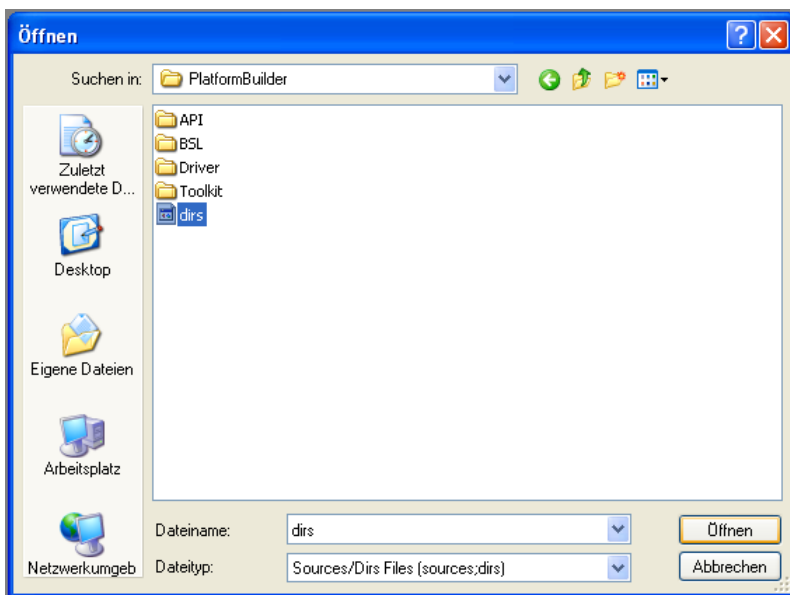 Öffnen
Suchen in:
PlatformBuilder
API
BSL
Driver
Toolkit
dirs
Zuletzt
verwendete D...
Desktop
Eigene Dateien
Arbeitsplatz
Netzwerkumgeb
Dateiname:
dirs
Öffnen
Dateityp:
Sources/Dirs Files (sources;dirs)
Abbrechen